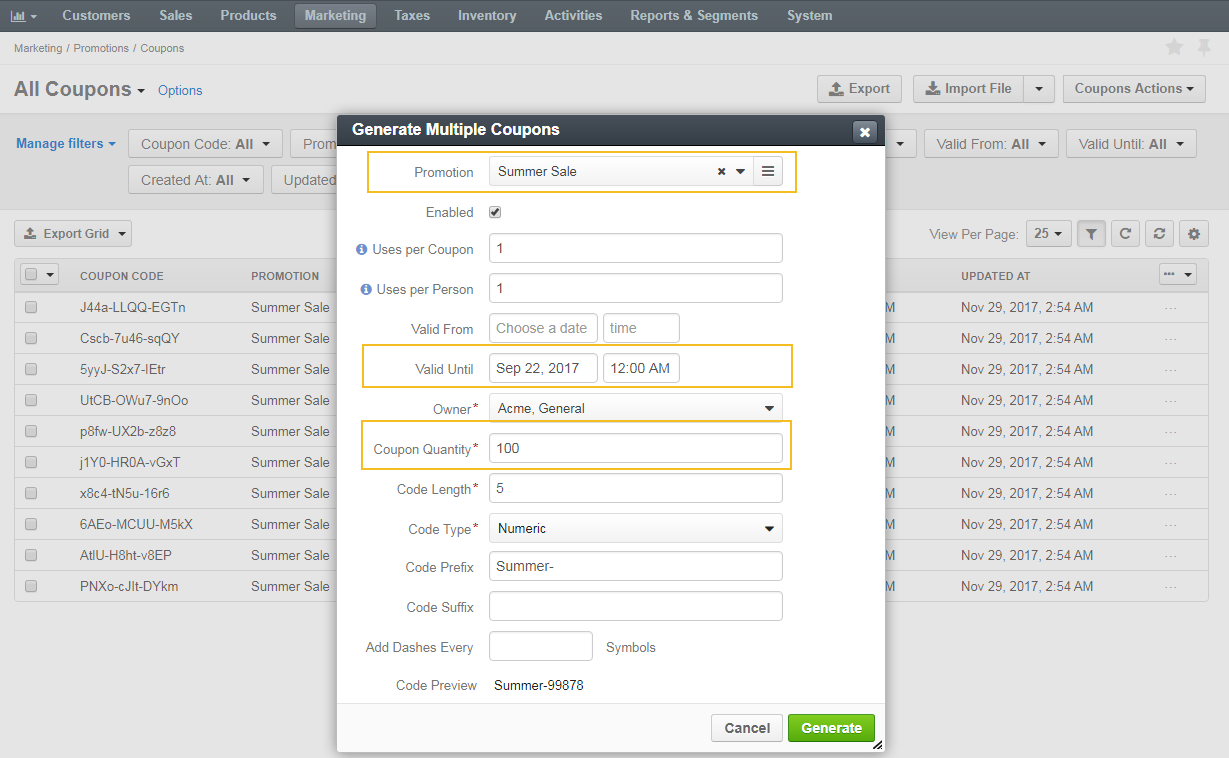 Customers Sales Products Marketing Taxes Inventory Activities Reports & Segments System
Marketing / Promotions / Coupons
All Coupons Options Export Import File Coupons Actions
Generate Multiple Coupons
Manage filters Coupon Code: All Prom Valid From: All Valid Until: All
Created At: All Updated
Promotion Summer Sale
Enabled
Export Grid View Per Page: 25
Uses per Coupon 1
COUPON CODE PROMOTION UPDATED AT
Uses per Person 1
J44a-LLQQ-EGTn Summer Sale M Nov 29, 2017, 2:54 AM ...
Valid From Choose a date time
Cscb-7u46-sqQY Summer Sale M Nov 29, 2017, 2:54 AM ...
5yyJ-S2x7-IEtr Summer Sale M Nov 29, 2017, 2:54 AM ...
Valid Until Sep 22, 2017 12:00 AM
UtCB-OWu7-9nOo Summer Sale M Nov 29, 2017, 2:54 AM ...
Owner* Acme, General
p8fw-UX2b-z8z8 Summer Sale M Nov 29, 2017, 2:54 AM ...
Coupon Quantity* 100
j1Y0-HR0A-vGxT Summer Sale M Nov 29, 2017, 2:54 AM ...
Code Length* 5
x8c4-tN5u-16r6 Summer Sale M Nov 29, 2017, 2:54 AM ...
6AEo-MCUU-M5kX Summer Sale M Nov 29, 2017, 2:54 AM ...
Code Type* Numeric
AtlU-H8ht-v8EP Summer Sale M Nov 29, 2017, 2:54 AM ...
Code Prefix Summer-
PNXo-cJIt-DYkm Summer Sale M Nov 29, 2017, 2:54 AM ...
Code Suffix
Add Dashes Every Symbols
Code Preview Summer-99878
Cancel Generate